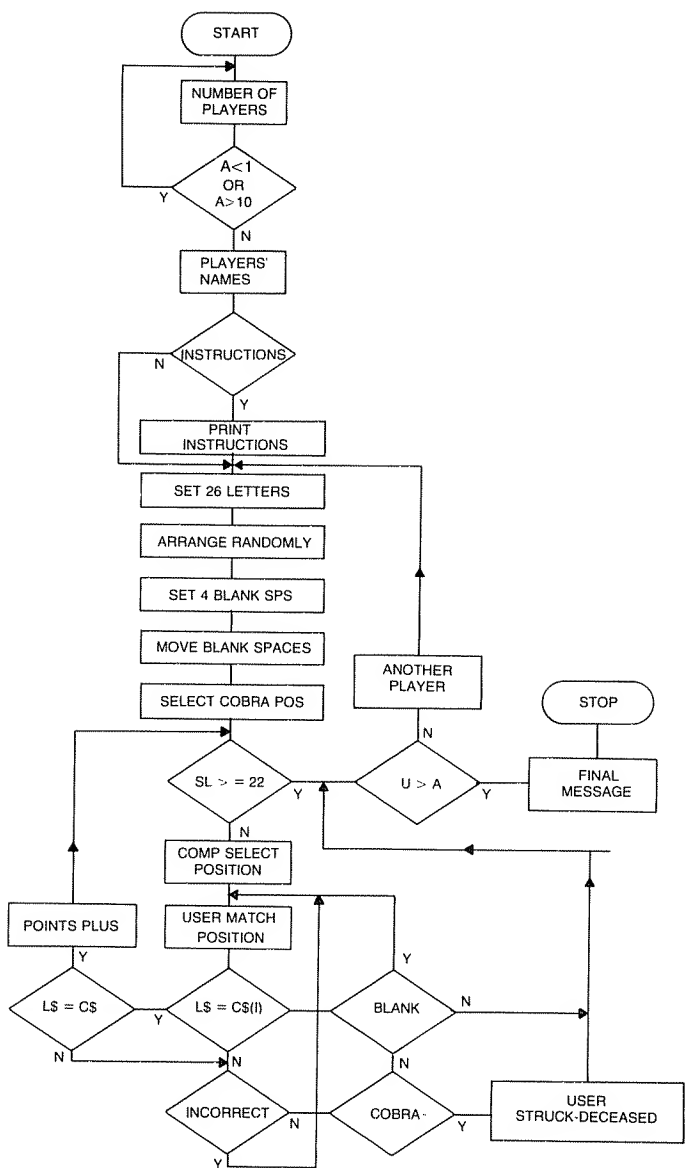 START
NUMBER OF
PLAYERS
A<1
OR
A>10
Y
N
PLAYERS'
NAMES
INSTRUCTIONS
N
Y
PRINT
INSTRUCTIONS
SET 26 LETTERS
ARRANGE RANDOMLY
SET 4 BLANK SPS
MOVE BLANK SPACES
SELECT COBRA POS
ANOTHER
PLAYER
STOP
N
SL > = 22
Y
U > A
Y
FINAL
MESSAGE
N
COMP SELECT
POSITION
POINTS PLUS
USER MATCH
POSITION
Y
Y
L$ = C$
Y
L$ = C$(I)
BLANK
N
N
N
N
INCORRECT
N
COBRA-
Y
USER
STRUCK-DECEASED
Y